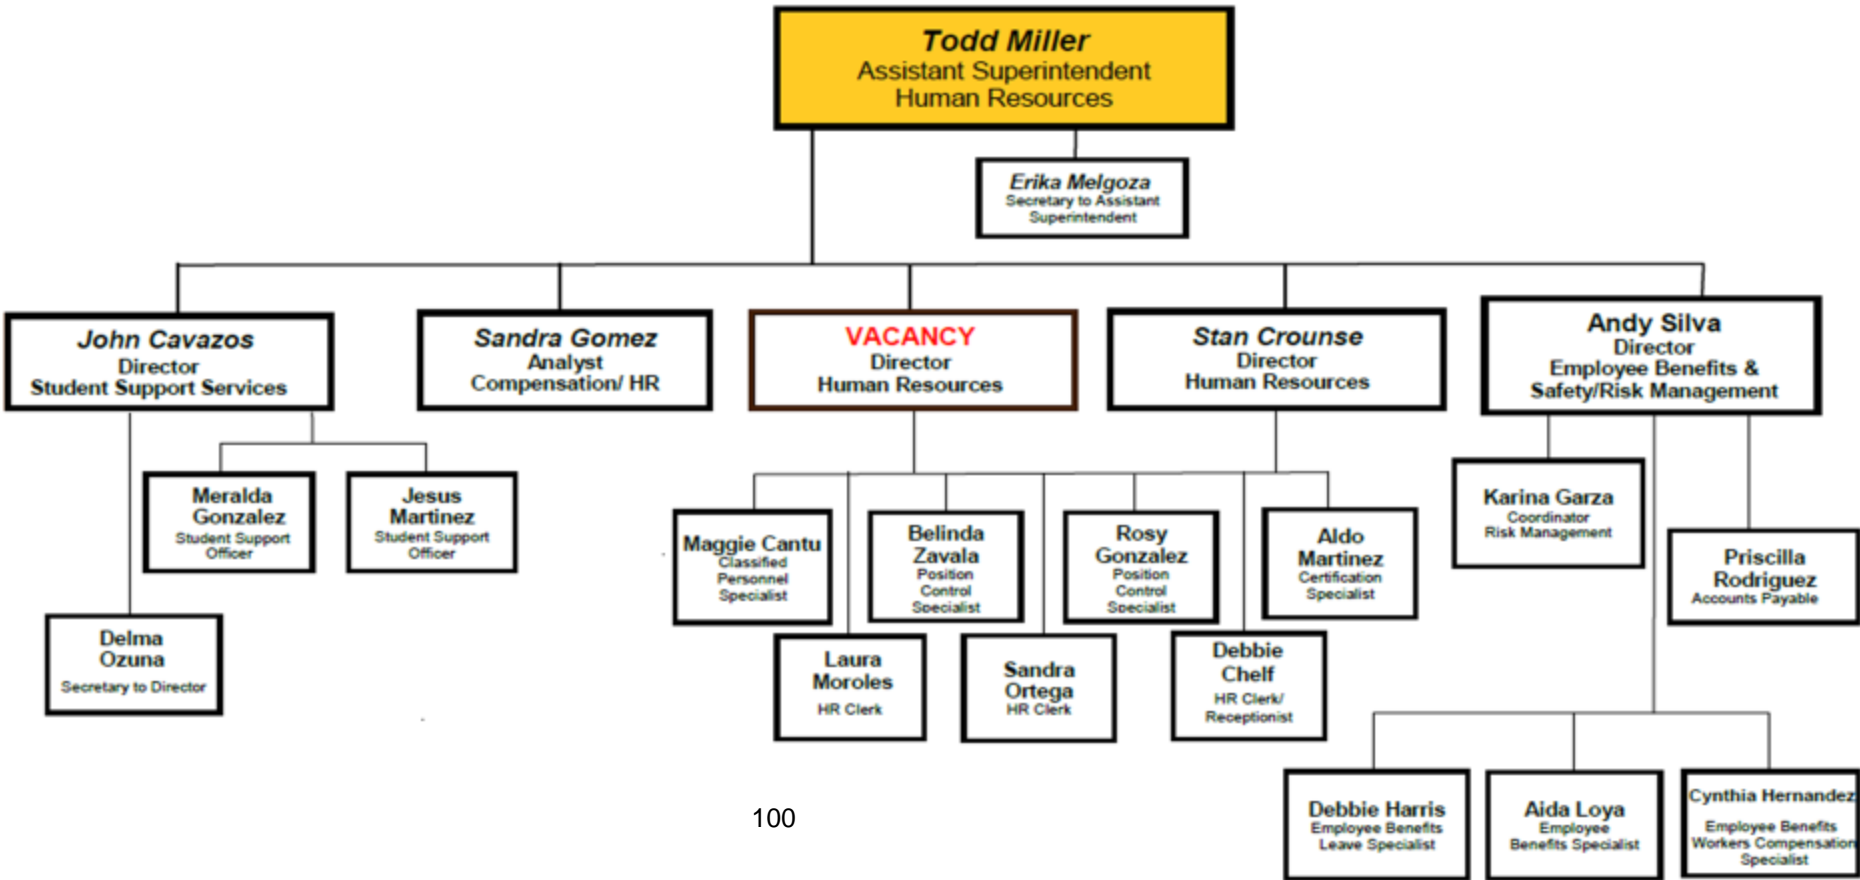 Todd Miller
Assistant Superintendent
Human Resources
Erika Melgoza
Secretary to Assistant
Superintendent
John Cavazos
Director
Student Support Services
Sandra Gomez
Analyst
Compensation/ HR
VACANCY
Director
Human Resources
Stan Crounse
Director
Human Resources
Andy Silva
Director
Employee Benefits &
Safety/Risk Management
Meralda
Gonzalez
Student Support
Officer
Jesus
Martinez
Student Support
Officer
Delma
Ozuna
Secretary to Director
Maggie Cantu
Classified
Personnel
Specialist
Laura
Moroles
HR Clerk
Belinda
Zavala
Position
Control
Specialist
Sandra
Ortega
HR Clerk
Rosy
Gonzalez
Position
Control
Specialist
Debbie
Chelf
HR Clerk/
Receptionist
Aldo
Martinez
Certification
Specialist
Karina Garza
Coordinator
Risk Management
Priscilla
Rodriguez
Accounts Payable
Debbie Harris
Employee Benefits
Leave Specialist
Aida Loya
Employee
Benefits Specialist
Cynthia Hernandez
Employee Benefits
Workers Compensation
Specialist
100